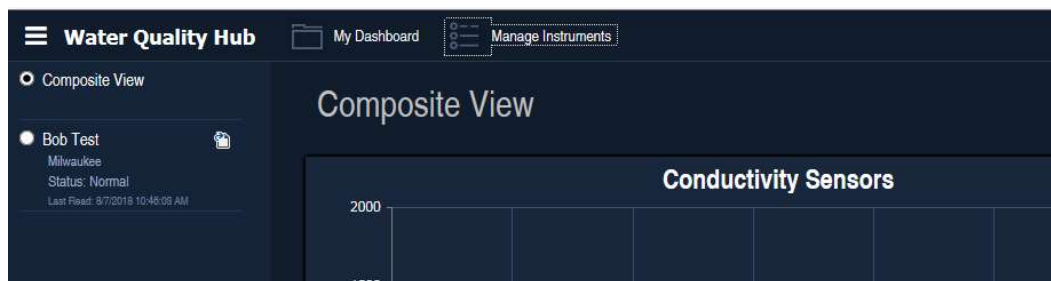 Water Quality Hub
My Dashboard
Manage Instruments
Composite View
Bob Test
Milwaukee
Status: Normal
Last Read: 8/7/2018 10:46:09 AM
Composite View
Conductivity Sensors
2000